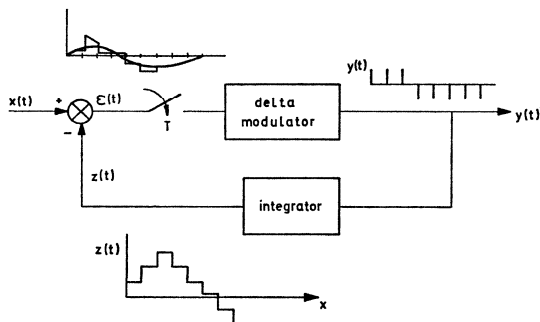 y(t)
x(t)
+
ε(t)
T
delta
modulator
y(t)
−
z(t)
integrator
z(t)
x